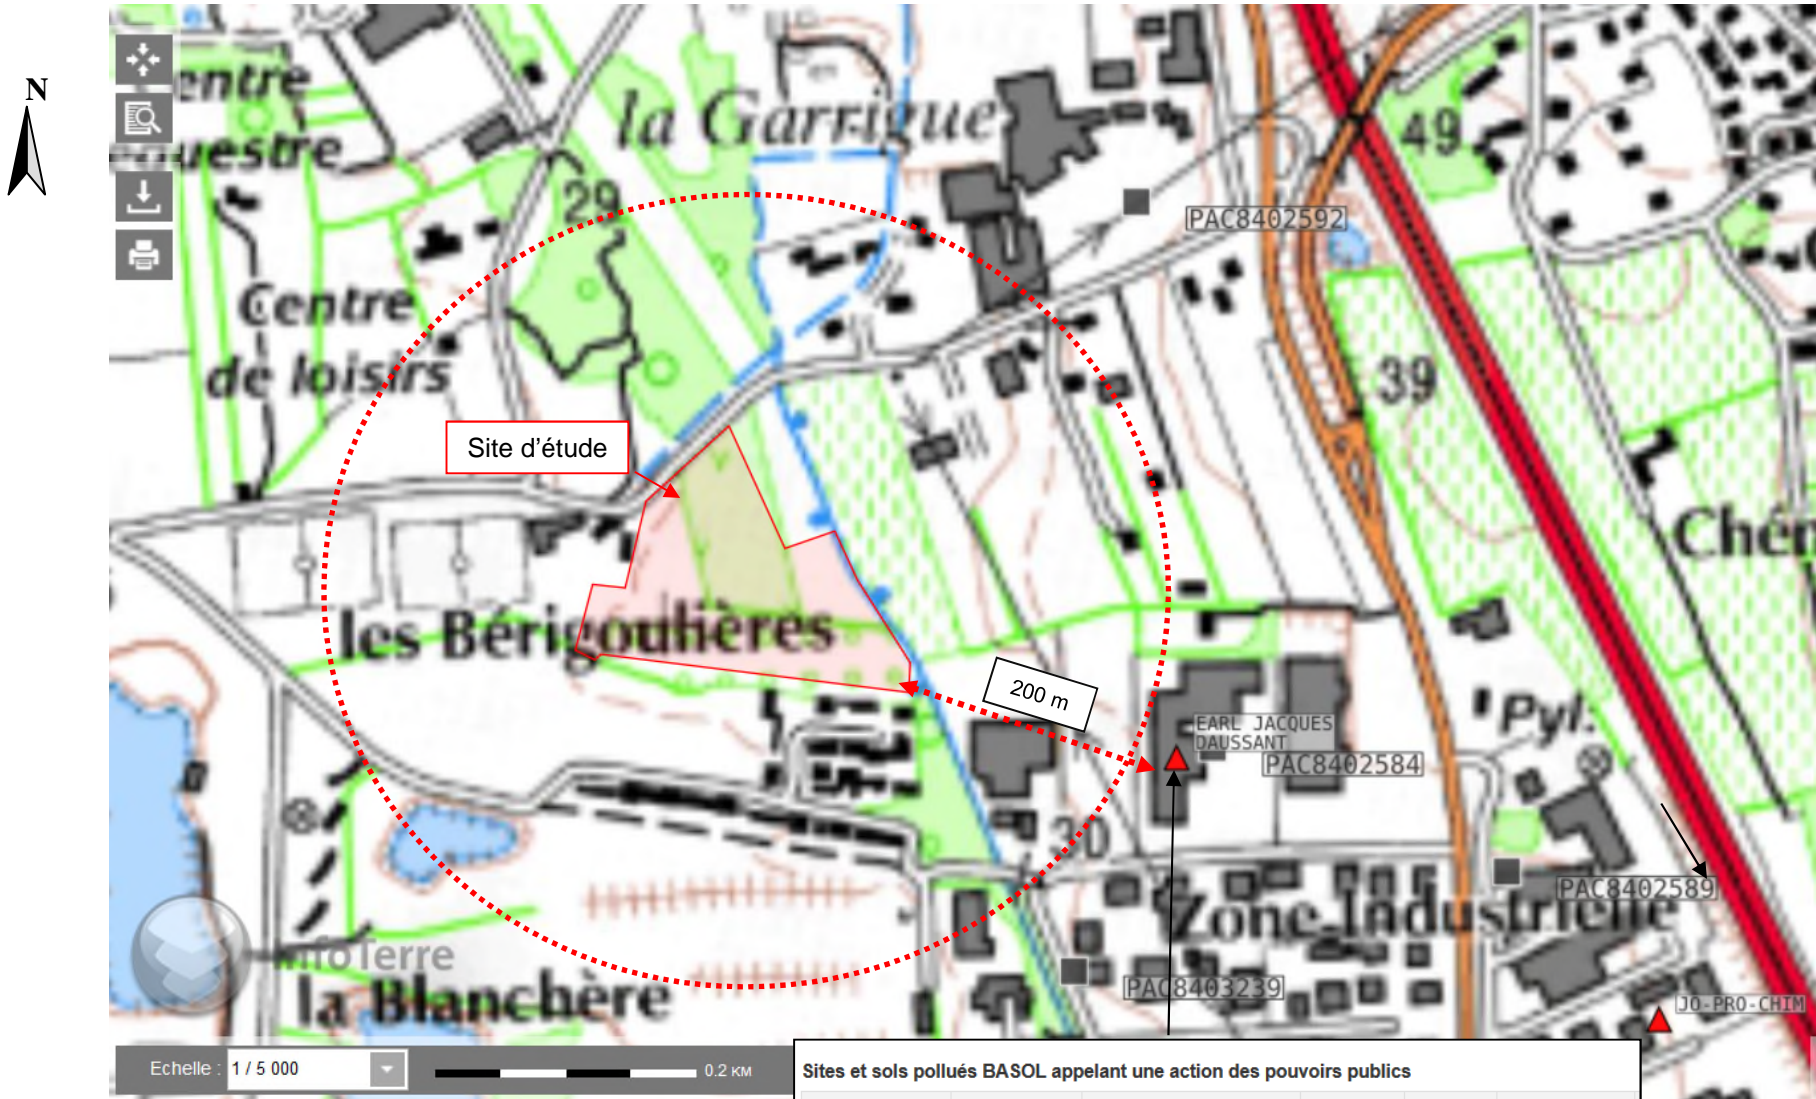 N
entre
uestre
la Garrigue
29
49
PAC8402592
Centre
de loisirs
39
Site d'étude
Chên
les Bérigoulières
200 m
EARL JACQUES
DAUSSANT
PAC8402584
Pyl.
30
PAC8402589
Zone Industrielle
InfoTerre
la Blanchère
PAC8403239
JO-PRO-CHIM
Echelle : 1 / 5 000
0.2 KM
Sites et sols pollués BASOL appelant une action des pouvoirs publics